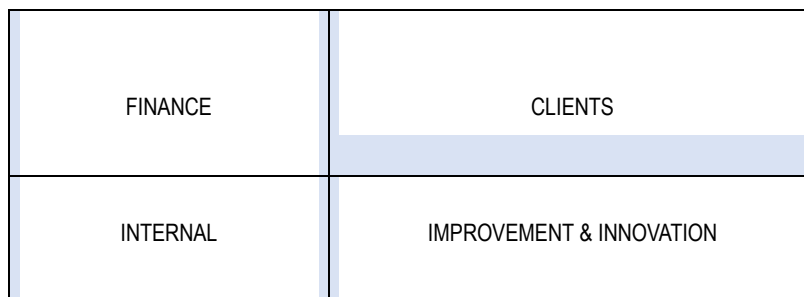 FINANCE
CLIENTS
INTERNAL
IMPROVEMENT & INNOVATION